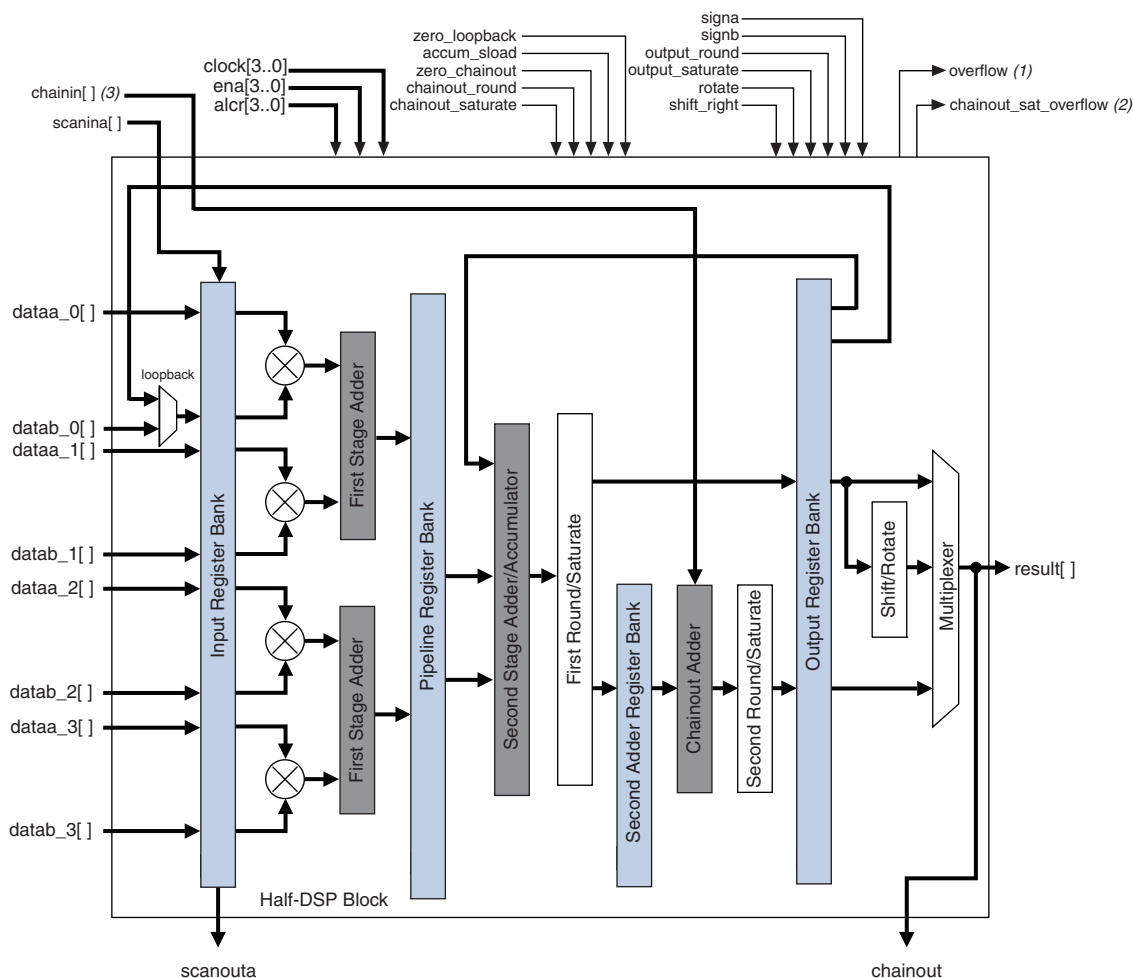 signa
signb
output_round
output_saturate
rotate
shift_right
zero_loopback
accum_sload
zero_chainout
chainout_round
chainout_saturate
clock[3..0]
ena[3..0]
alcr[3..0]
chainin[ ] (3)
scanina[ ]
overflow (1)
chainout_sat_overflow (2)
dataa_0[ ]
loopback
datab_0[ ]
dataa_1[ ]
datab_1[ ]
dataa_2[ ]
datab_2[ ]
dataa_3[ ]
datab_3[ ]
Input Register Bank
First Stage Adder
First Stage Adder
Pipeline Register Bank
Second Stage Adder/Accumulator
First Round/Saturate
Second Adder Register Bank
Chainout Adder
Second Round/Saturate
Output Register Bank
Shift/Rotate
Multiplexer
result[ ]
Half-DSP Block
scanouta
chainout